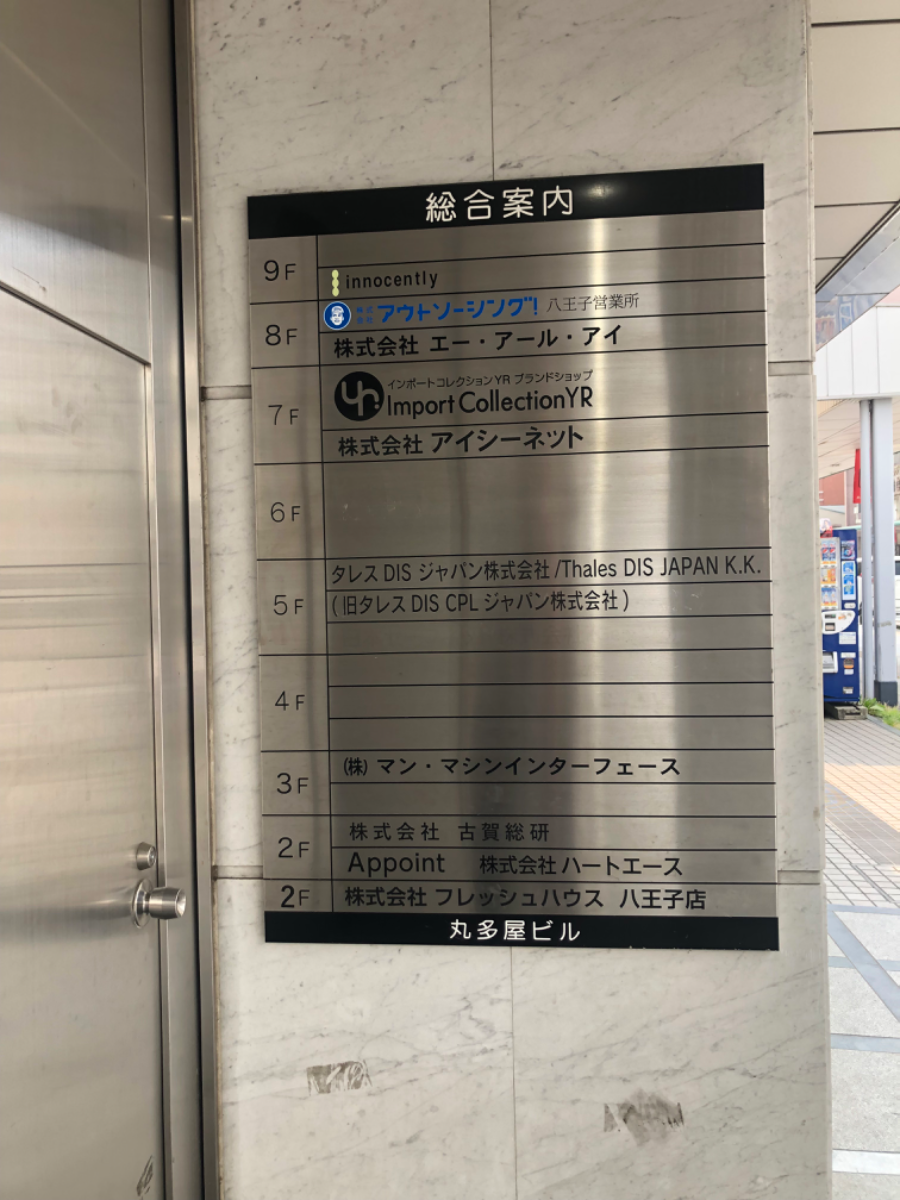 総合案内
9F
innocently
8F
株式会社 アウトソーシング! 八王子営業所
株式会社 エー・アール・アイ
7F
インポートコレクションYR ブランドショップ
Import CollectionYR
株式会社 アイシーネット
6F
タレス DIS ジャパン株式会社 /Thales DIS JAPAN K.K.
5F
( 旧タレス DIS CPL ジャパン株式会社 )
4F
3F
(株) マン・マシンインターフェース
2F
株式会社 古賀総研
Appoint 株式会社 ハートエース
2F
株式会社 フレッシュハウス 八王子店
丸多屋ビル